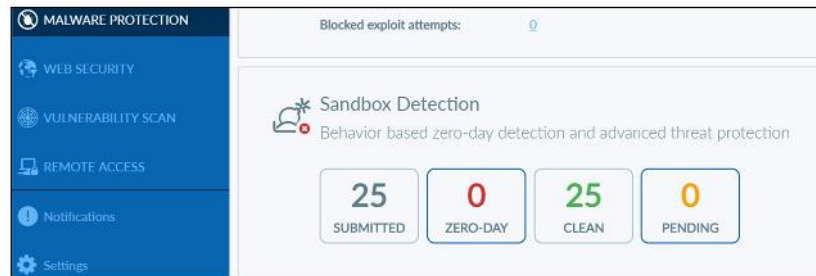 MALWARE PROTECTION
WEB SECURITY
VULNERABILITY SCAN
REMOTE ACCESS
Notifications
Settings
Blocked exploit attempts: 0
Sandbox Detection
Behavior based zero-day detection and advanced threat protection
25 0 25 0
SUBMITTED ZERO-DAY CLEAN PENDING